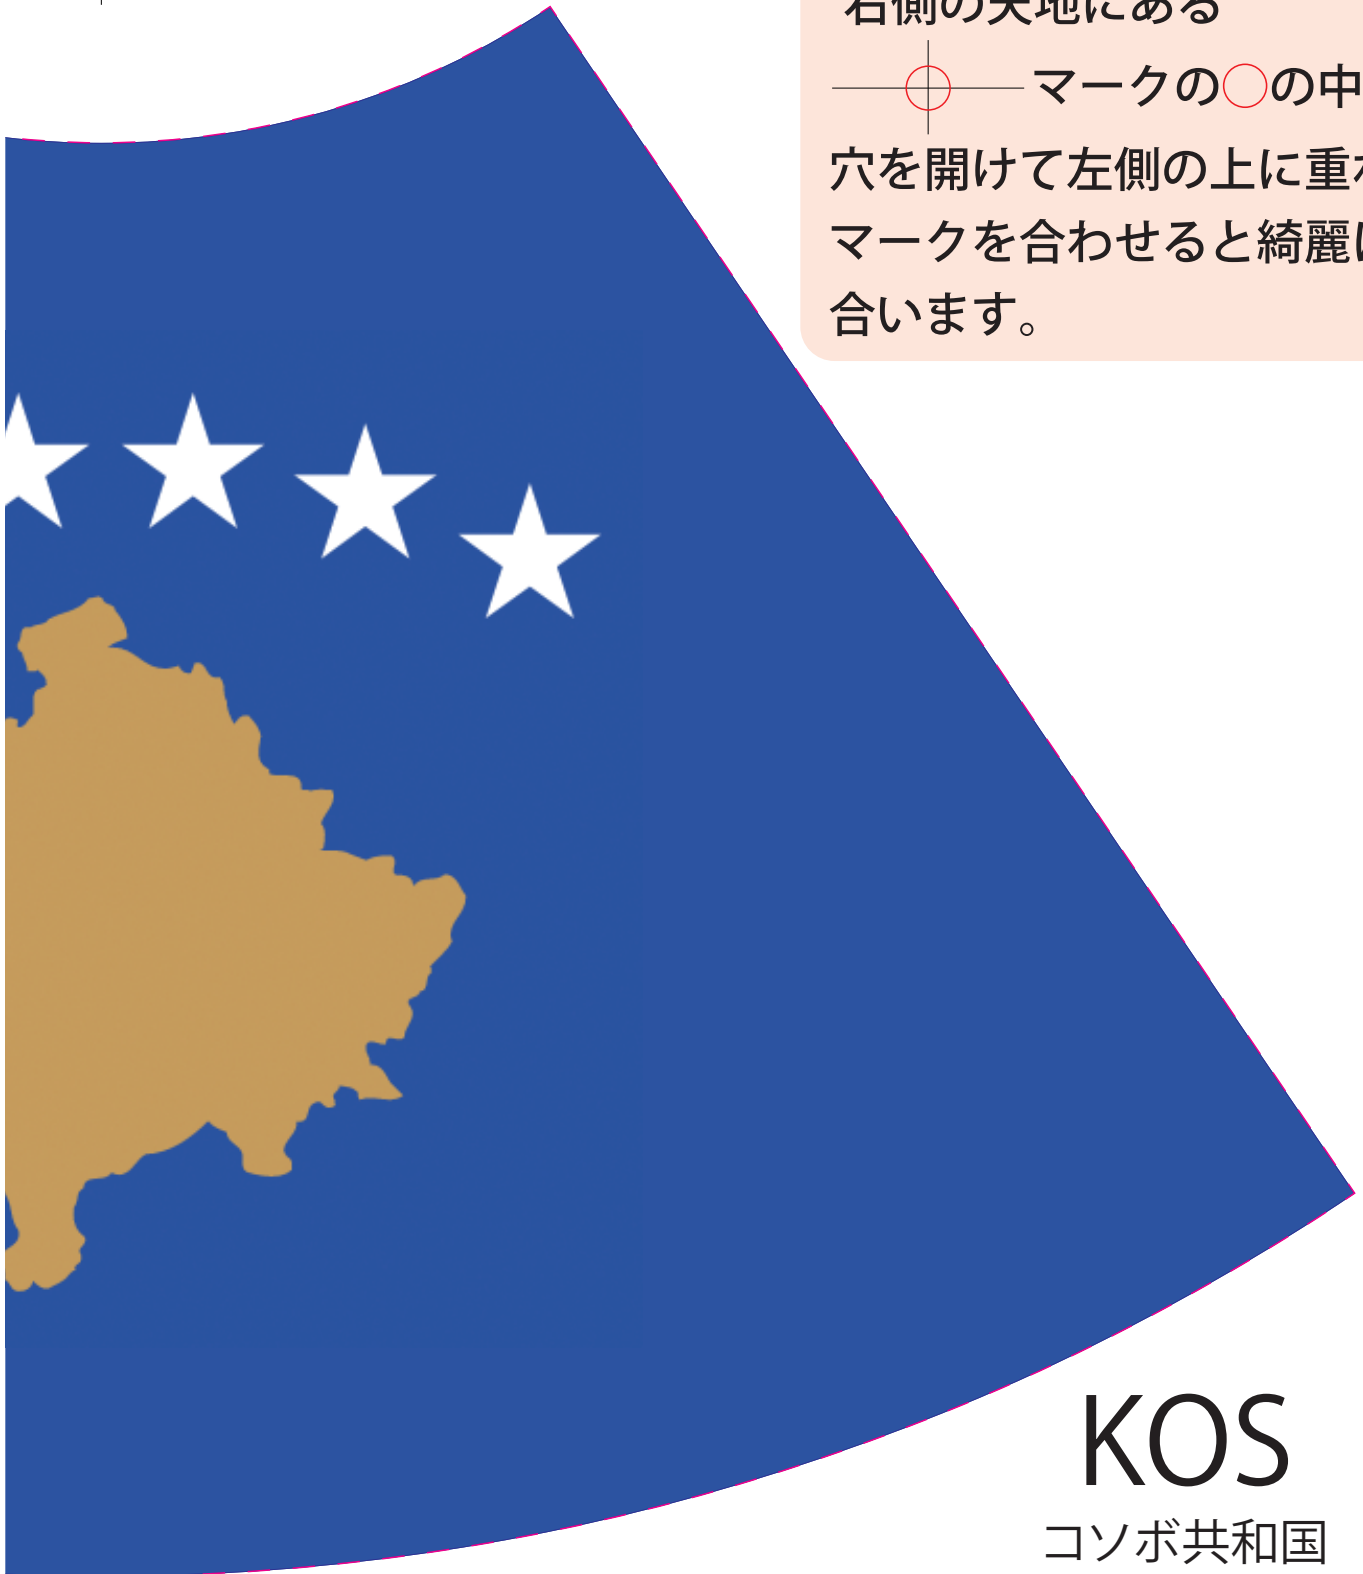 右側の天地にある
マークの○の中
穴を開けて左側の上に重ね
マークを合わせると綺麗に
合います。
KOS
コソボ共和国